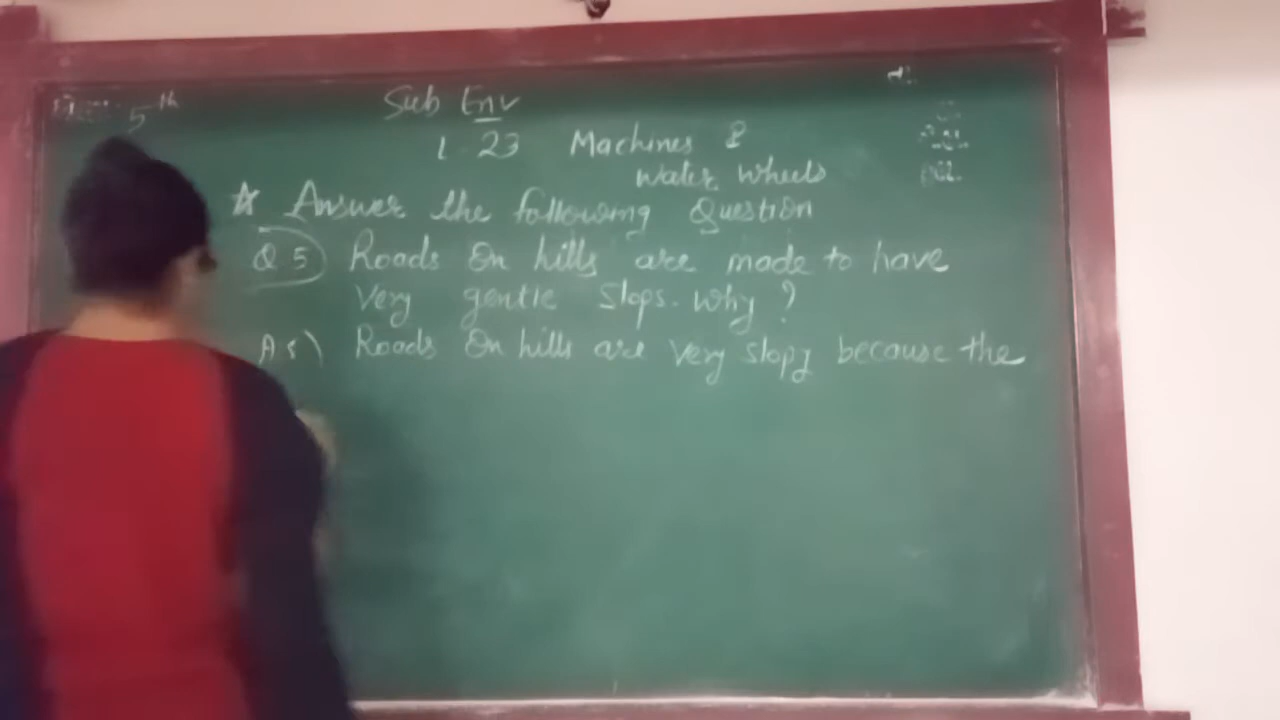 5th
Sub Env
L 23 Machines &
Water Wheels
☆ Answer the following Question
Q 5) Roads on hills are made to have
Very gentle Slops. Why ?
A 5) Roads on hills are very slopy because the